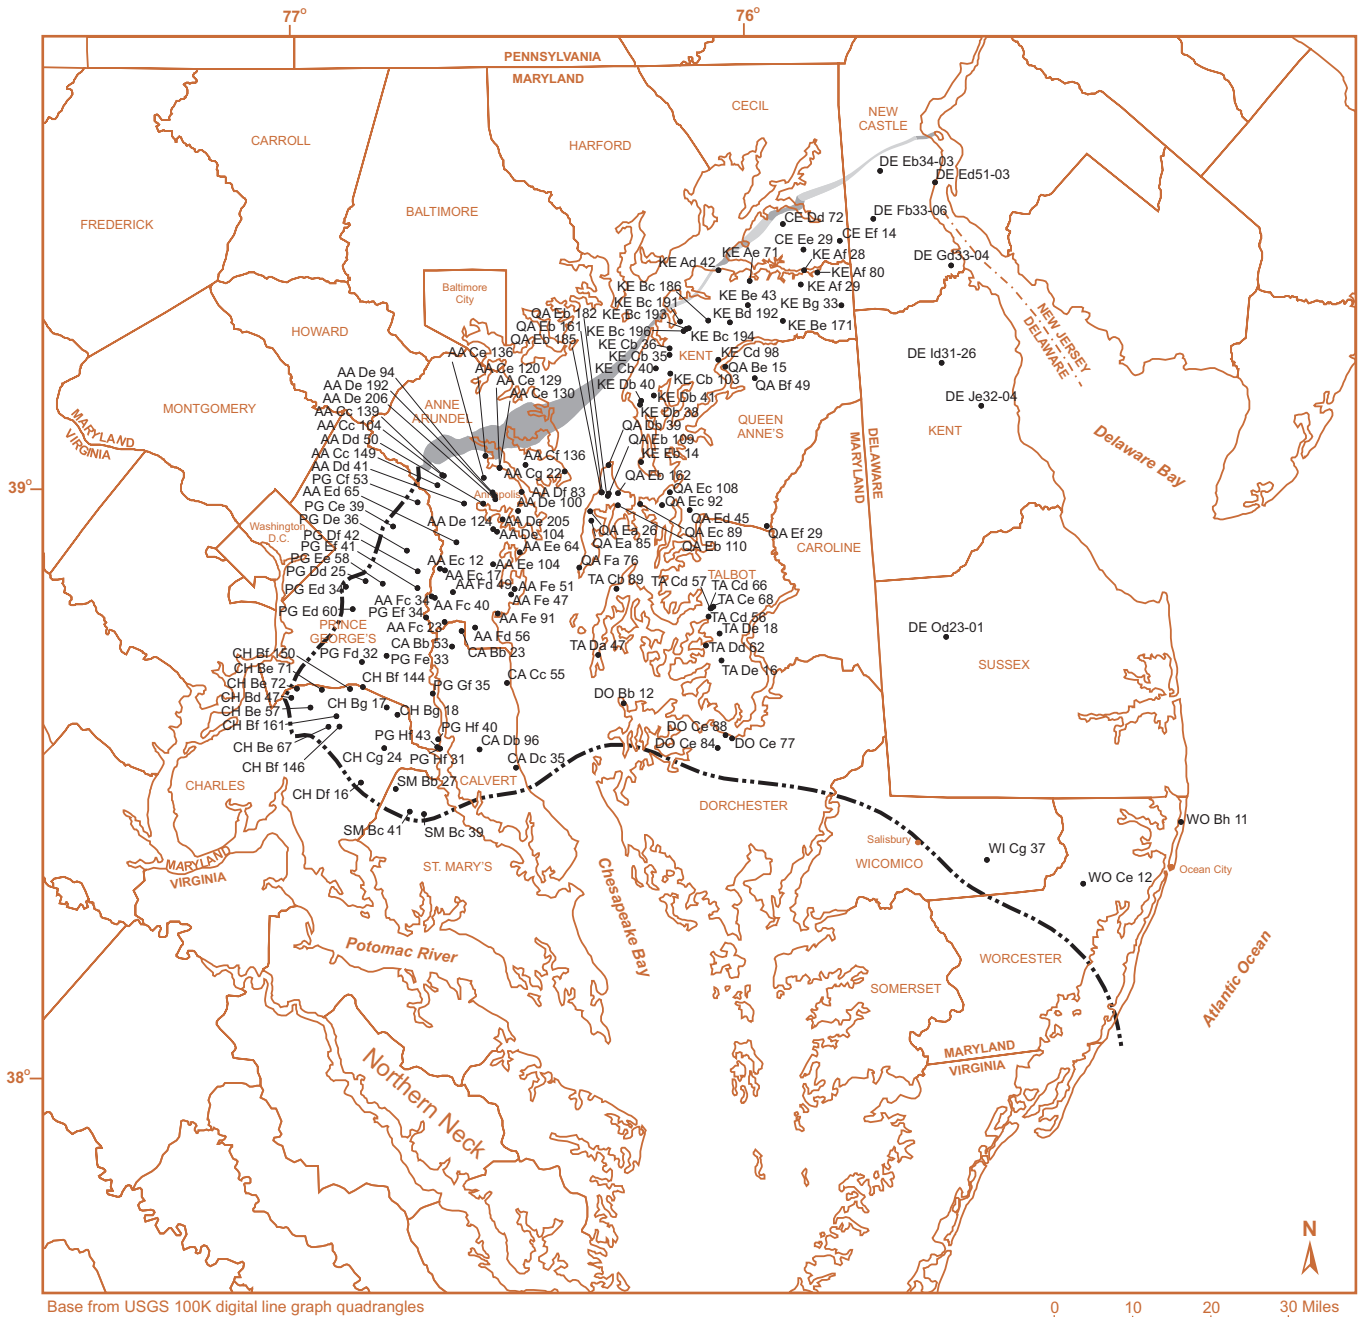 77°
76°
PENNSYLVANIA
MARYLAND
CECIL
NEW
CASTLE
CARROLL
HARFORD
DE Eb34-03
DE Ed51-03
FREDERICK
BALTIMORE
CE Dd 72
DE Fb33-06
CE Ee 29
CE Ef 14
KE Ae 71
KE Af 28
KE Ad 42
DE Gd33-04
KE Af 80
Baltimore
City
KE Bc 186
KE Af 29
KE Be 43
KE Bc 191
KE Bg 33
QA Eb 182
KE Bc 193
KE Bd 192
QA Eb 161
KE Be 171
HOWARD
KE Bc 196
KE Bc 194
QA Eb 185
NEW JERSEY
DELAWARE
KE Cb 36
AA Ce 136
KE Cb 35
KENT
KE Cd 98
DE Id31-26
AA Ce 120
KE Cb 40
QA Be 15
AA De 94
AA Ce 129
KE Cb 103
QA Bf 49
AA De 192
KE Db 40
AA Ce 130
AA De 206
KE Db 41
DE Je32-04
MONTGOMERY
ANNE
ARUNDEL
AA Cc 139
KE Db 38
QUEEN
ANNE'S
AA Cc 104
QA Db 39
KENT
MARYLAND
VIRGINIA
AA Dd 50
QA Eb 109
MARYLAND
DELAWARE
Delaware Bay
AA Cc 149
AA Cf 136
KE Eb 14
AA Dd 41
AA Cg 22
PG Cf 53
QA Eb 162
39°
AA Ed 65
Annapolis
AA Df 83
QA Ec 108
PG Ce 39
AA De 100
QA Ec 92
PG De 36
Washington
D.C.
AA De 124
AA De 205
QA Ed 45
PG Df 42
AA De 104
QA Ea 26
QA Ec 89
QA Ef 29
PG Ef 41
AA Ee 64
QA Ea 85
QA Eb 110
CAROLINE
PG Ee 58
AA Ec 12
AA Ee 104
QA Fa 76
PG Dd 25
AA Ec 17
TALBOT
PG Ed 34
AA Fd 49
AA Fe 51
TA Cb 89
TA Cd 57
TA Cd 66
AA Fc 34
AA Fe 47
TA Ce 68
PG Ed 60
PG Ef 34
AA Fc 40
AA Fe 91
TA Cd 56
PRINCE
GEORGE'S
AA Fc 23
AA Fd 56
TA De 18
DE Od23-01
CH Bf 150
PG Fd 32
CA Bb 53
CA Bb 23
TA Da 47
TA Dd 62
CH Be 71
PG Fe 33
TA De 16
SUSSEX
CH Be 72
CH Bf 144
CA Cc 55
CH Bd 47
PG Gf 35
DO Bb 12
CH Be 57
CH Bg 17
CH Bg 18
CH Bf 161
PG Hf 40
DO Ce 88
CH Be 67
PG Hf 43
CA Db 96
DO Ce 84
DO Ce 77
CH Cg 24
PG Hf 31
CH Bf 146
CA Dc 35
CHARLES
SM Bb 27
CALVERT
CH Df 16
DORCHESTER
SM Bc 41
SM Bc 39
WO Bh 11
Salisbury
WI Cg 37
MARYLAND
VIRGINIA
ST. MARY'S
WICOMICO
Ocean City
WO Ce 12
Chesapeake Bay
Potomac River
WORCESTER
Atlantic Ocean
SOMERSET
Northern Neck
MARYLAND
VIRGINIA
38°
N
Base from USGS 100K digital line graph quadrangles
0 10 20 30 Miles